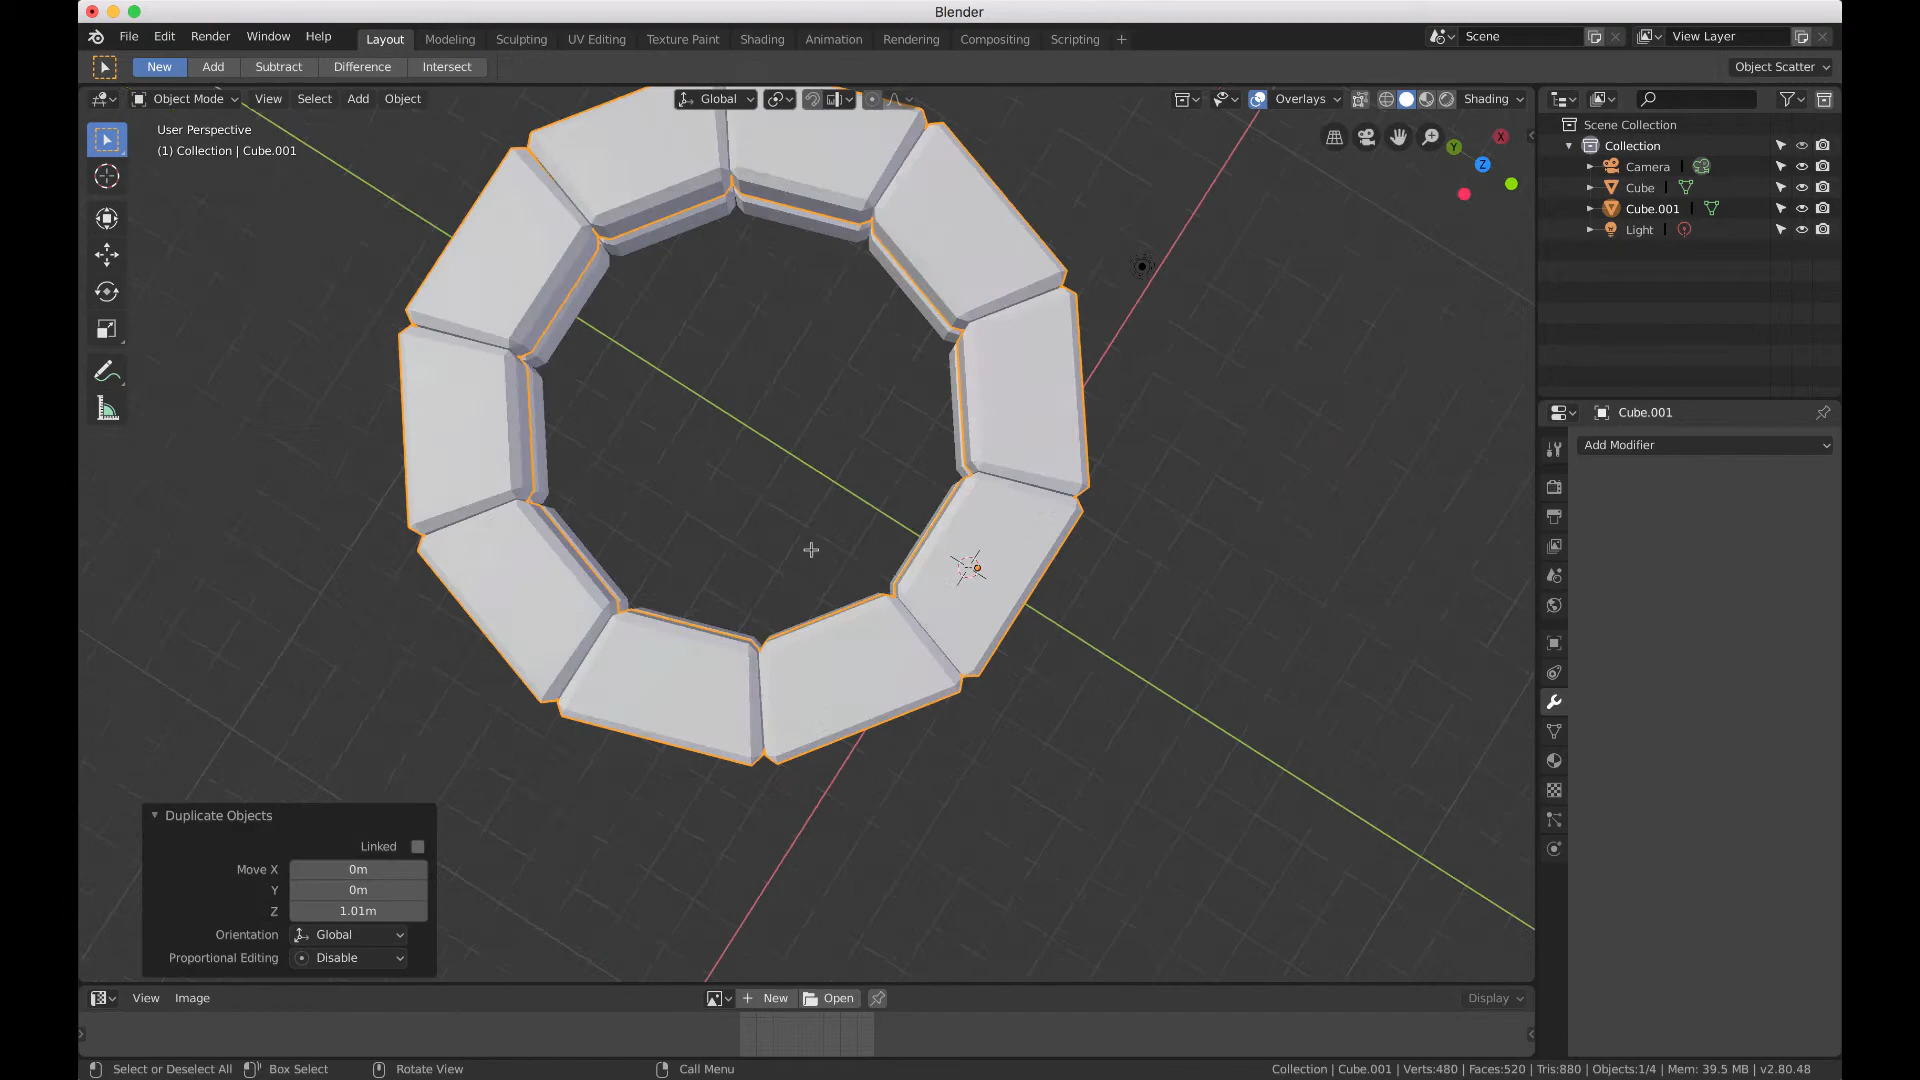 Blender
File Edit Render Window Help Layout Modeling Sculpting UV Editing Texture Paint Shading Animation Rendering Compositing Scripting + Scene View Layer
New Add Subtract Difference Intersect Object Scatter
Object Mode View Select Add Object Global Overlays Shading
User Perspective
(1) Collection | Cube.001
X
Y
Z
Scene Collection
Collection
Camera
Cube
Cube.001
Light
Cube.001
Add Modifier
Duplicate Objects
Linked
Move X 0m
Y 0m
Z 1.01m
Orientation Global
Proportional Editing Disable
View Image + New Open Display
Select or Deselect All Box Select Rotate View Call Menu Collection | Cube.001 | Verts:480 | Faces:520 | Tris:880 | Objects:1/4 | Mem: 39.5 MB | v2.80.48